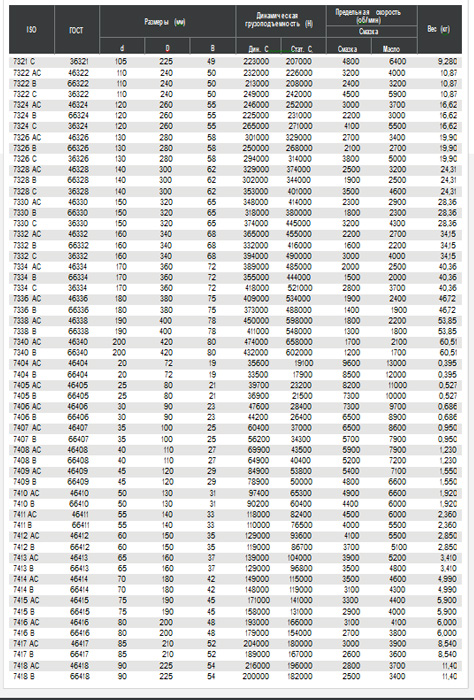 ISO ГОСТ Размеры (мм) Динамическая грузоподъемность (Н) Предельная скорость (об/мин) Вес (кг)
Смазка
d D B Дин. С Стат. С Смазка Масло
7321 C 36321 105 225 49 223000 207000 4800 6400 9,280
7322 AC 46322 110 240 50 232000 226000 3200 4000 10,87
7322 B 66322 110 240 50 213000 208000 2400 3200 10,87
7322 C 36322 110 240 50 249000 242000 4500 5900 10,87
7324 AC 46324 120 260 55 246000 252000 3000 3700 16,62
7324 B 66324 120 260 55 225000 231000 2200 3000 16,62
7324 C 36324 120 260 55 265000 271000 4100 5500 16,62
7326 AC 46326 130 280 58 301000 329000 2700 3400 19,90
7326 B 66326 130 280 58 250000 268000 2100 2700 19,90
7326 C 36326 130 280 58 294000 314000 3800 5000 19,90
7328 AC 46328 140 300 62 329000 374000 2500 3200 24,31
7328 B 66328 140 300 62 302000 344000 1900 2500 24,31
7328 C 36328 140 300 62 353000 401000 3500 4600 24,31
7330 AC 46330 150 320 65 348000 414000 2300 2900 28,36
7330 B 66330 150 320 65 318000 380000 1800 2300 28,36
7330 C 36330 150 320 65 374000 445000 3200 4300 28,36
7332 AC 46332 160 340 68 365000 455000 2200 2700 34,15
7332 B 66332 160 340 68 332000 416000 1600 2200 34,15
7332 C 36332 160 340 68 394000 490000 3000 4000 34,15
7334 AC 46334 170 360 72 389000 485000 2000 2500 40,36
7334 B 66334 170 360 72 355000 444000 1500 2000 40,36
7334 C 36334 170 360 72 418000 521000 2800 3700 40,36
7336 AC 46336 180 380 75 409000 534000 1900 2400 46,72
7336 B 66336 180 380 75 373000 488000 1400 1900 46,72
7338 AC 46338 190 400 78 450000 598000 1800 2200 53,85
7338 B 66338 190 400 78 411000 548000 1300 1800 53,85
7340 AC 46340 200 420 80 474000 658000 1700 2100 60,51
7340 B 66340 200 420 80 432000 602000 1200 1700 60,51
7404 AC 46404 20 72 19 35600 19100 9600 13000 0,395
7404 B 66404 20 72 19 33500 17900 8500 12000 0,395
7405 AC 46405 25 80 21 39700 23200 8200 11000 0,527
7405 B 66405 25 80 21 36900 21500 7300 10000 0,527
7406 AC 46406 30 90 23 47600 28400 7300 9700 0,686
7406 B 66406 30 90 23 44200 26400 6500 8900 0,686
7407 AC 46407 35 100 25 60400 37000 6500 8600 0,950
7407 B 66407 35 100 25 56200 34300 5700 7900 0,950
7408 AC 46408 40 110 27 69900 43500 5900 7900 1,230
7408 B 66408 40 110 27 64900 40400 5200 7200 1,230
7409 AC 46409 45 120 29 84900 53800 5400 7100 1,550
7409 B 66409 45 120 29 78900 50000 4800 6600 1,550
7410 AC 46410 50 130 31 97400 65300 4900 6600 1,920
7410 B 66410 50 130 31 90200 60400 4400 6000 1,920
7411 AC 46411 55 140 33 118000 82400 4500 6000 2,360
7411 B 66411 55 140 33 110000 76500 4000 5500 2,360
7412 AC 46412 60 150 35 129000 93600 4100 5500 2,850
7412 B 66412 60 150 35 119000 86700 3700 5100 2,850
7413 AC 46413 65 160 37 139000 104000 3900 5200 3,410
7413 B 66413 65 160 37 129000 96800 3500 4800 3,410
7414 AC 46414 70 180 42 149000 115000 3500 4600 4,990
7414 B 66414 70 180 42 148000 119000 3100 4300 4,990
7415 AC 46415 75 190 45 171000 141000 3300 4400 5,900
7415 B 66415 75 190 45 158000 131000 2900 4000 5,900
7416 AC 46416 80 200 48 193000 166000 3100 4100 6,000
7416 B 66416 80 200 48 179000 154000 2700 3800 6,000
7417 AC 46417 85 210 52 204000 180000 3000 3900 8,540
7417 B 66417 85 210 52 189000 167000 2600 3600 8,540
7418 AC 46418 90 225 54 216000 196000 2800 3700 11,40
7418 B 66418 90 225 54 200000 182000 2500 3400 11,40